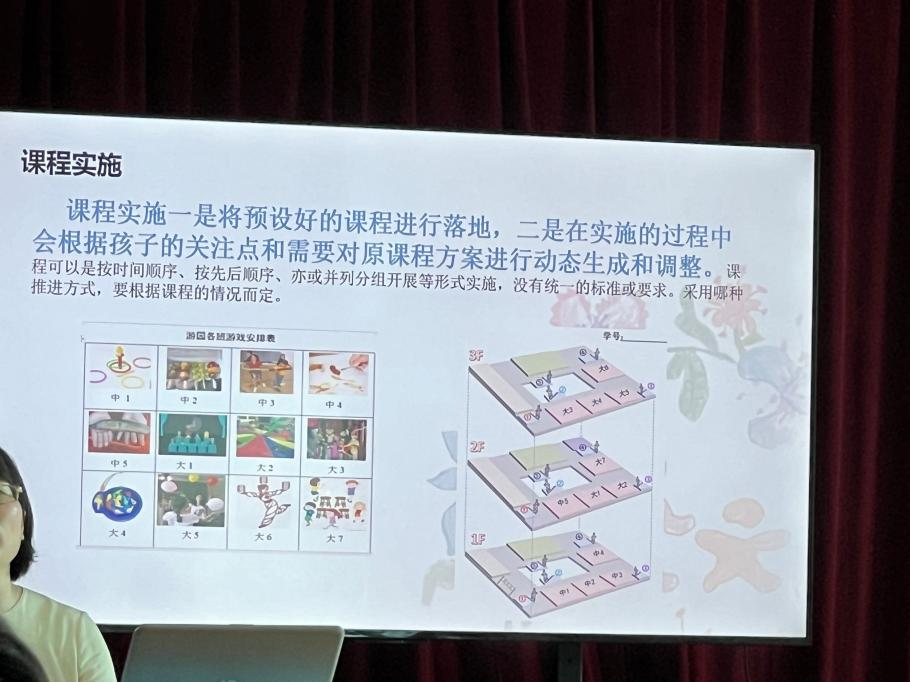 课程实施
课程实施一是将预设好的课程进行落地，二是在实施的过程中
会根据孩子的关注点和需要对原课程方案进行动态生成和调整。课
程可以是按时间顺序、按先后顺序、亦或并列分组开展等形式实施，没有统一的标准或要求。采用哪种
推进方式，要根据课程的情况而定。
游园各班游戏安排表
中1 中2 中3 中4
中5 大1 大2 大3
大4 大5 大6 大7
学号:
3F
大6
大3 大4 大5
2F
大7
中5 大1 大2
1F
中4
中1 中2 中3